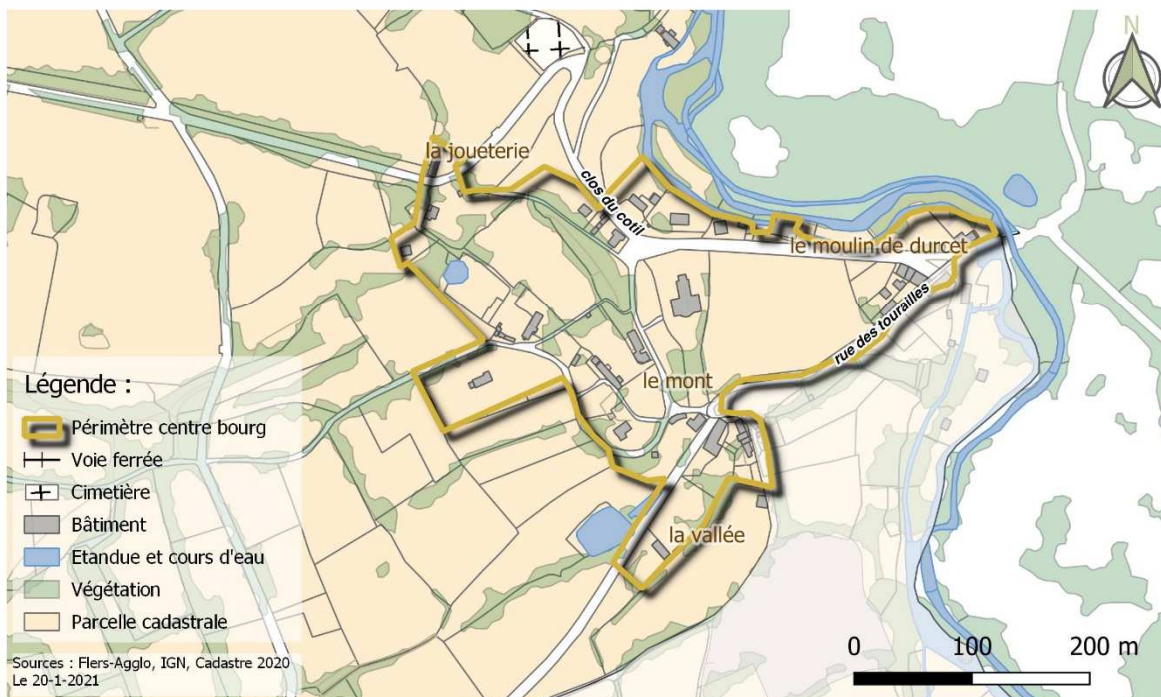 N
la joueterie
clos du cotil
le moulin de durcet
rue des tourailles
le mont
la vallée
Légende :
Périmètre centre bourg
Voie ferrée
Cimetière
Bâtiment
Etandue et cours d'eau
Végétation
Parcelle cadastrale
Sources : Flers-Agglo, IGN, Cadastre 2020
Le 20-1-2021
0 100 200 m